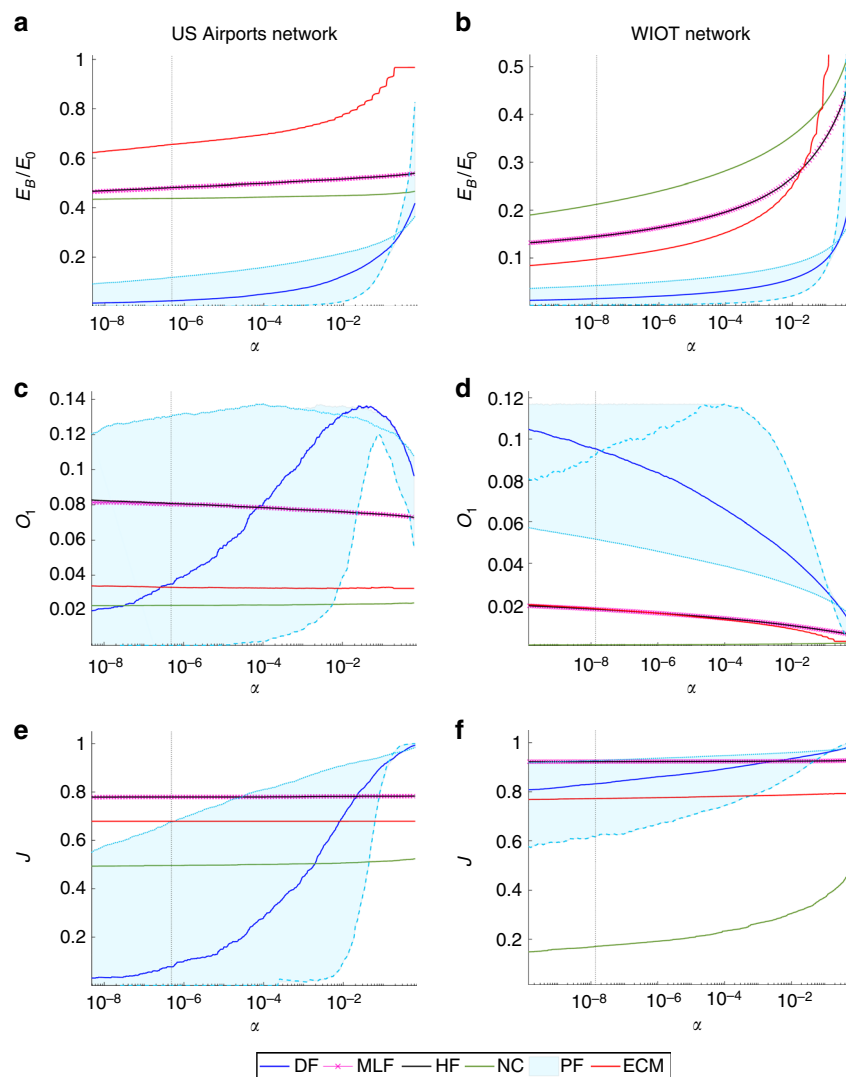 a US Airports network
b WIOT network
1
0.8
0.6
0.4
0.2
E_B/E_0
10⁻⁸ 10⁻⁶ 10⁻⁴ 10⁻²
α
0.5
0.4
0.3
0.2
0.1
E_B/E_0
10⁻⁸ 10⁻⁶ 10⁻⁴ 10⁻²
α
c
0.14
0.12
0.1
0.08
0.06
0.04
0.02
O₁
10⁻⁸ 10⁻⁶ 10⁻⁴ 10⁻²
α
d
0.12
0.1
0.08
0.06
0.04
0.02
O₁
10⁻⁸ 10⁻⁶ 10⁻⁴ 10⁻²
α
e
1
0.8
0.6
0.4
0.2
J
10⁻⁸ 10⁻⁶ 10⁻⁴ 10⁻²
α
f
1
0.8
0.6
0.4
0.2
J
10⁻⁸ 10⁻⁶ 10⁻⁴ 10⁻²
α
DF MLF HF NC PF ECM